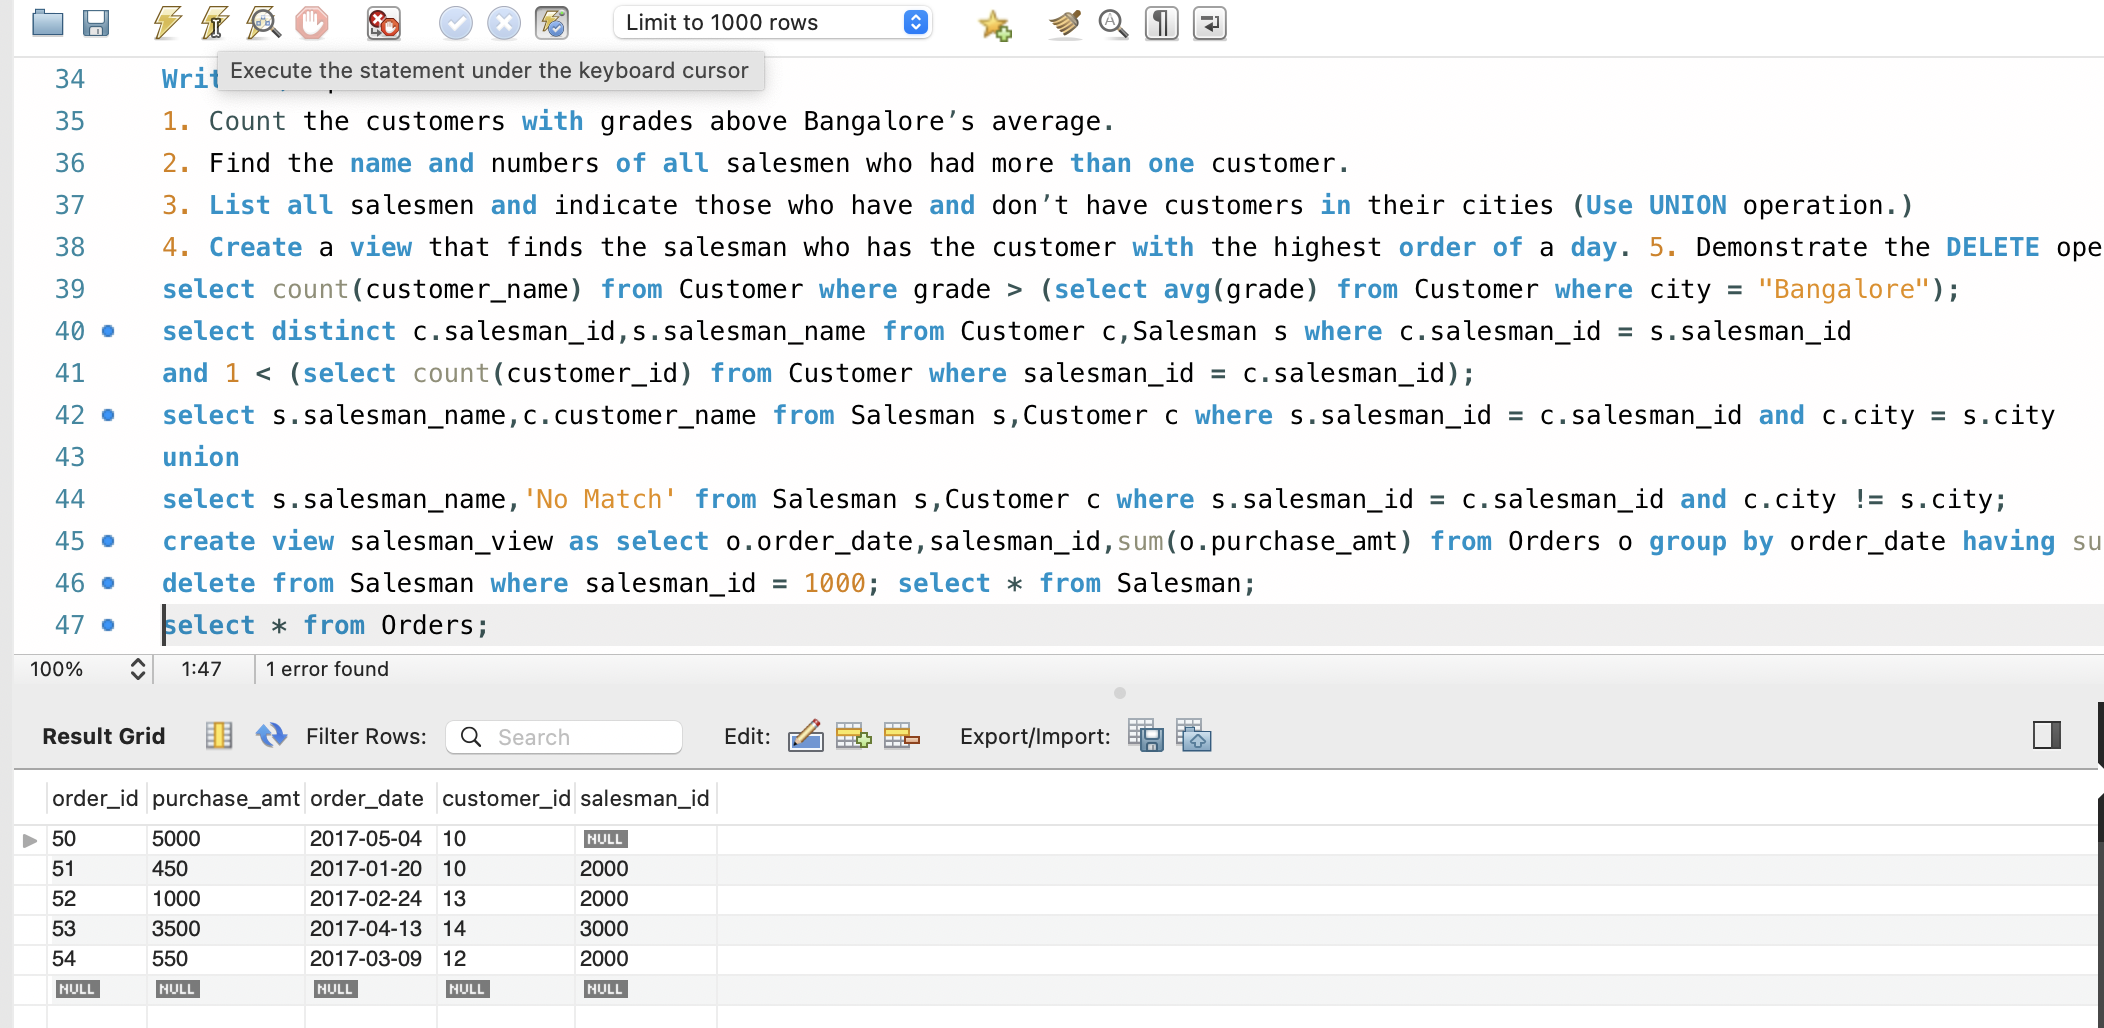 Limit to 1000 rows
Execute the statement under the keyboard cursor
34 Writ
35 1. Count the customers with grades above Bangalore’s average.
36 2. Find the name and numbers of all salesmen who had more than one customer.
37 3. List all salesmen and indicate those who have and don’t have customers in their cities (Use UNION operation.)
38 4. Create a view that finds the salesman who has the customer with the highest order of a day. 5. Demonstrate the DELETE ope
39 select count(customer_name) from Customer where grade > (select avg(grade) from Customer where city = "Bangalore");
40 select distinct c.salesman_id,s.salesman_name from Customer c,Salesman s where c.salesman_id = s.salesman_id
41 and 1 < (select count(customer_id) from Customer where salesman_id = c.salesman_id);
42 select s.salesman_name,c.customer_name from Salesman s,Customer c where s.salesman_id = c.salesman_id and c.city = s.city
43 union
44 select s.salesman_name,'No Match' from Salesman s,Customer c where s.salesman_id = c.salesman_id and c.city != s.city;
45 create view salesman_view as select o.order_date,salesman_id,sum(o.purchase_amt) from Orders o group by order_date having su
46 delete from Salesman where salesman_id = 1000; select * from Salesman;
47 select * from Orders;
100% 1:47 1 error found
Result Grid Filter Rows: Search Edit: Export/Import:
order_id purchase_amt order_date customer_id salesman_id
50 5000 2017-05-04 10 NULL
51 450 2017-01-20 10 2000
52 1000 2017-02-24 13 2000
53 3500 2017-04-13 14 3000
54 550 2017-03-09 12 2000
NULL NULL NULL NULL NULL